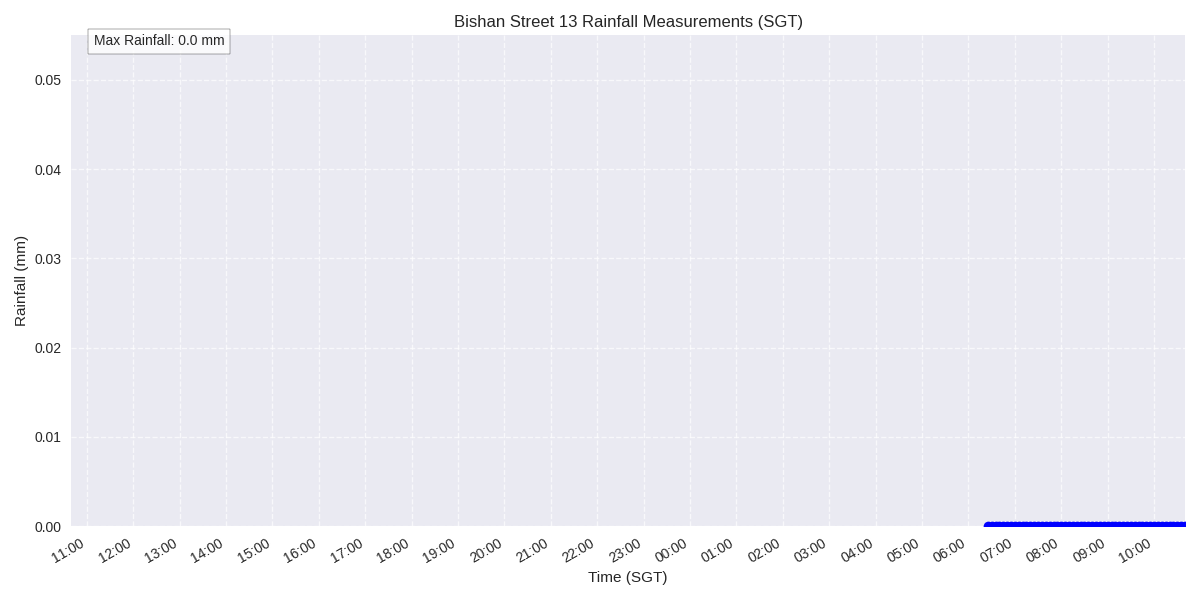 Bishan Street 13 Rainfall Measurements (SGT)
Max Rainfall: 0.0 mm
0.05
0.04
0.03
0.02
0.01
0.00
Rainfall (mm)
11:00 12:00 13:00 14:00 15:00 16:00 17:00 18:00 19:00 20:00 21:00 22:00 23:00 00:00 01:00 02:00 03:00 04:00 05:00 06:00 07:00 08:00 09:00 10:00
Time (SGT)